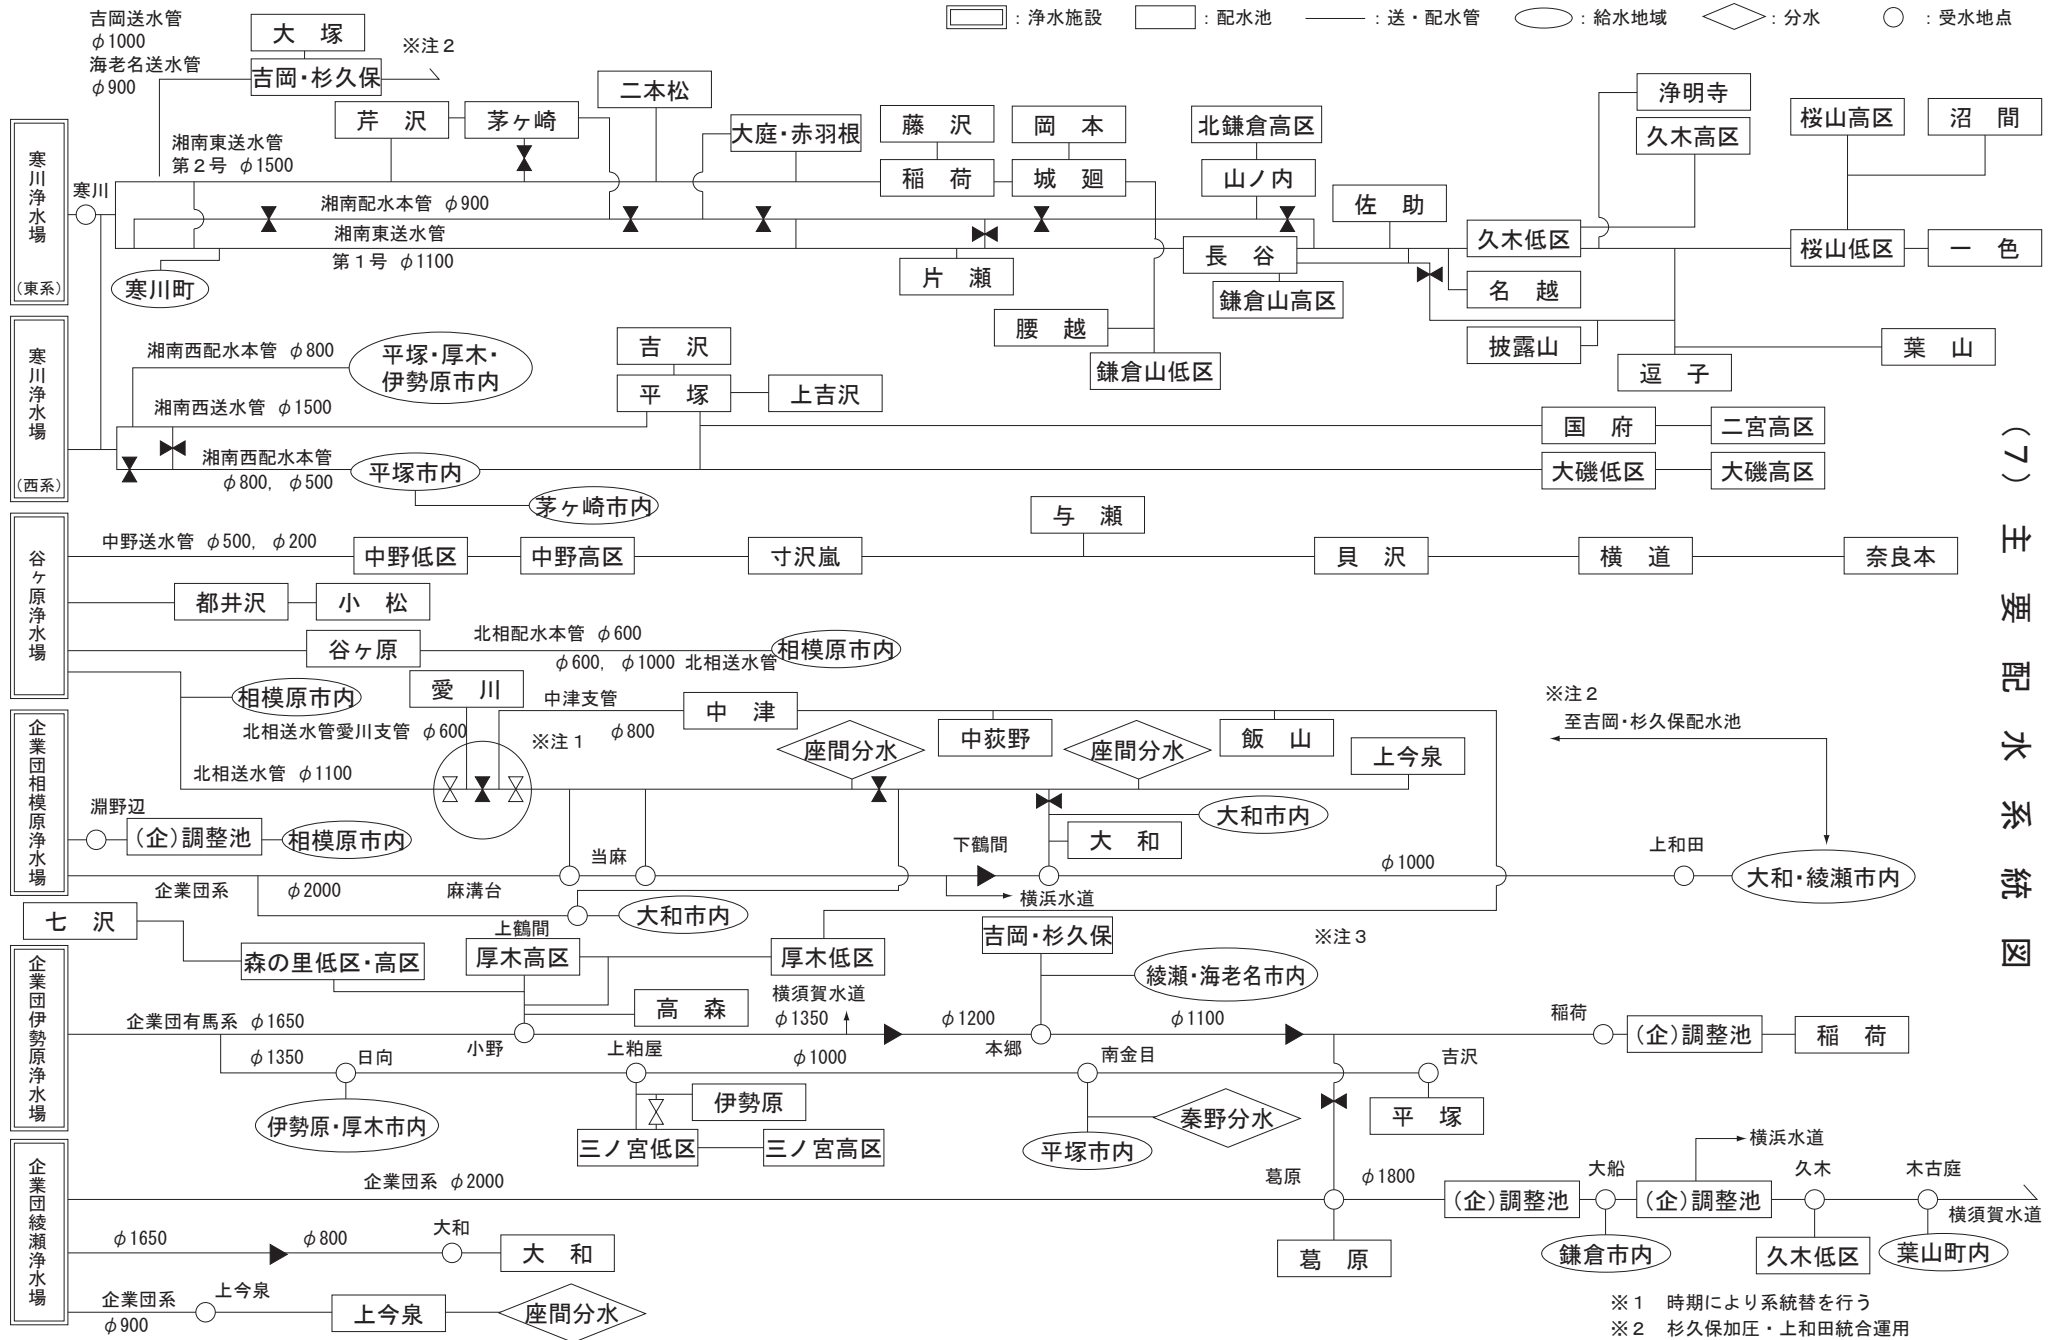 ：浄水施設
：配水池
：送・配水管
：給水地域
：分水
：受水地点
吉岡送水管
φ1000
海老名送水管
φ900
大　塚
※注２
吉岡・杉久保
芹　沢
茅ヶ崎
二本松
大庭・赤羽根
藤　沢
岡　本
北鎌倉高区
浄明寺
久木高区
桜山高区
沼　間
寒川浄水場
（東系）
寒川
湘南東送水管
第２号 φ1500
稲　荷
城　廻
山ノ内
佐　助
湘南配水本管 φ900
湘南東送水管
第１号 φ1100
寒川町
片　瀬
長　谷
鎌倉山高区
久木低区
名　越
桜山低区
一　色
腰　越
鎌倉山低区
披露山
逗　子
葉　山
寒川浄水場
（西系）
湘南西配水本管 φ800
平塚・厚木・
伊勢原市内
吉　沢
平　塚
上吉沢
湘南西送水管 φ1500
湘南西配水本管
φ800, φ500
平塚市内
茅ヶ崎市内
国　府
二宮高区
大磯低区
大磯高区
（７）主要配水系統図
谷ヶ原浄水場
中野送水管 φ500, φ200
中野低区
中野高区
寸沢嵐
与　瀬
貝　沢
横　道
奈良本
都井沢
小　松
谷ヶ原
北相配水本管 φ600
相模原市内
φ600, φ1000 北相送水管
相模原市内
愛　川
北相送水管愛川支管 φ600
中津支管
φ800
※注１
中　津
座間分水
中荻野
座間分水
飯　山
上今泉
※注２
至吉岡・杉久保配水池
北相送水管 φ1100
企業団相模原浄水場
淵野辺
（企）調整池
相模原市内
大和市内
大　和
当麻
下鶴間
φ1000
上和田
大和・綾瀬市内
企業団系
φ2000
麻溝台
横浜水道
大和市内
上鶴間
七　沢
森の里低区・高区
厚木高区
厚木低区
吉岡・杉久保
※注３
綾瀬・海老名市内
高　森
横須賀水道
φ1350
企業団伊勢原浄水場
企業団有馬系 φ1650
小野
φ1200
本郷
φ1100
稲荷
（企）調整池
稲　荷
φ1350
日向
上粕屋
φ1000
南金目
吉沢
伊勢原・厚木市内
伊勢原
三ノ宮低区
三ノ宮高区
秦野分水
平塚市内
平　塚
企業団綾瀬浄水場
企業団系 φ2000
葛原
φ1800
（企）調整池
大船
（企）調整池
横浜水道
久木
木古庭
横須賀水道
葛　原
鎌倉市内
久木低区
葉山町内
φ1650
φ800
大和
大　和
企業団系
φ900
上今泉
上今泉
座間分水
※１　時期により系統替を行う
※２　杉久保加圧・上和田統合運用